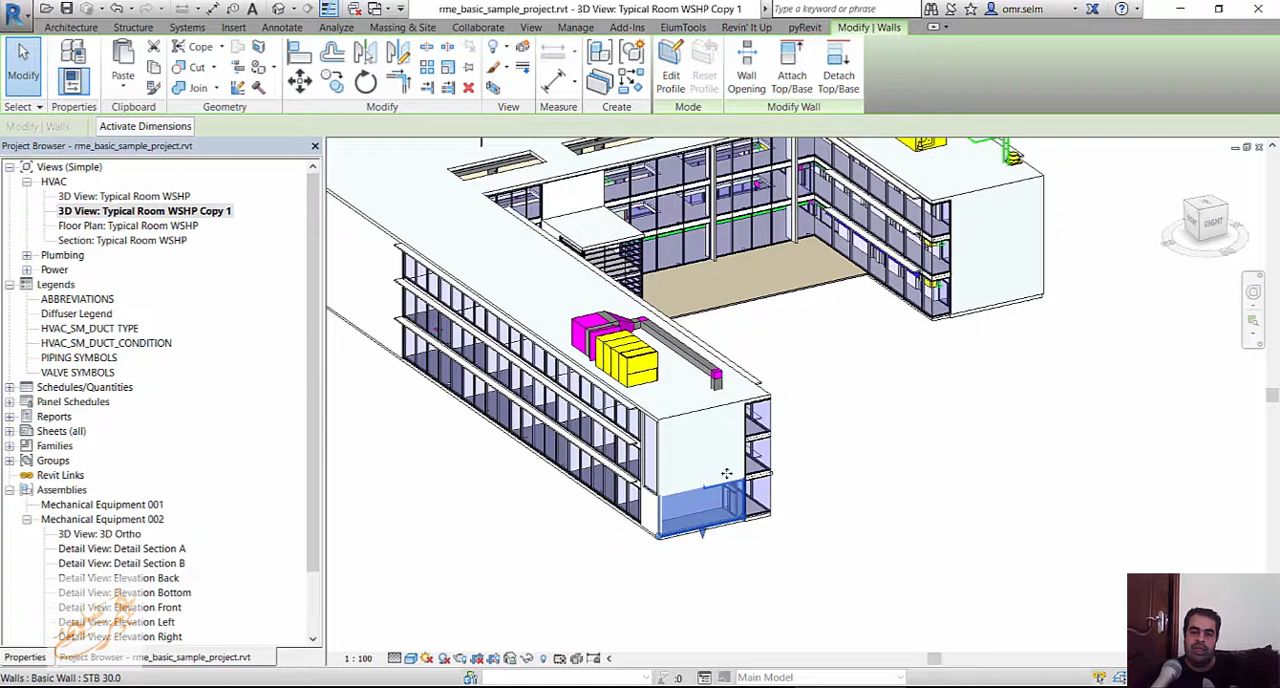 rme_basic_sample_project.rvt - 3D View: Typical Room WSHP Copy 1
Type a keyword or phrase
omr.selm
Architecture Structure Systems Insert Annotate Analyze Massing & Site Collaborate View Manage Add-Ins ElumTools Revin' It Up pyRevit Modify | Walls
Modify
Paste
Cope
Cut
Join
Edit Profile
Reset Profile
Wall Opening
Attach Top/Base
Detach Top/Base
Select Properties Clipboard Geometry Modify View Measure Create Mode Modify Wall
Modify | Walls
Activate Dimensions
Project Browser - rme_basic_sample_project.rvt
Views (Simple)
HVAC
3D View: Typical Room WSHP
3D View: Typical Room WSHP Copy 1
Floor Plan: Typical Room WSHP
Section: Typical Room WSHP
Plumbing
Power
Legends
ABBREVIATIONS
Diffuser Legend
HVAC_SM_DUCT TYPE
HVAC_SM_DUCT_CONDITION
PIPING SYMBOLS
VALVE SYMBOLS
Schedules/Quantities
Panel Schedules
Reports
Sheets (all)
Families
Groups
Revit Links
Assemblies
Mechanical Equipment 001
Mechanical Equipment 002
3D View: 3D Ortho
Detail View: Detail Section A
Detail View: Detail Section B
Detail View: Elevation Back
Detail View: Elevation Bottom
Detail View: Elevation Front
Detail View: Elevation Left
Detail View: Elevation Right
RIGHT
Properties
Project Browser - rme_basic_sample_project.rvt
1 : 100
Walls : Basic Wall : STB 30.0
:0
Main Model